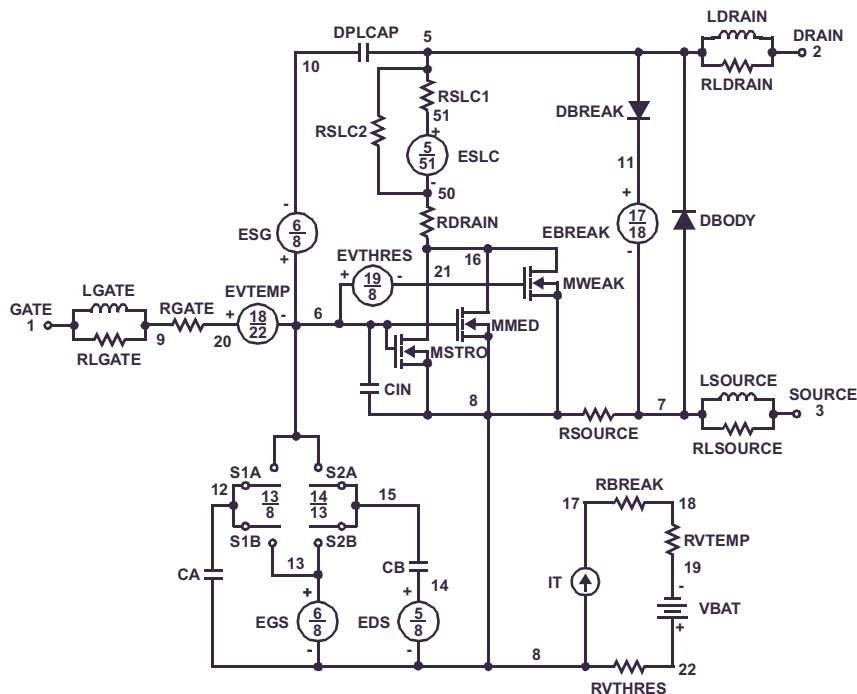 LDRAIN
DPLCAP
5
DRAIN
2
10
RLDRAIN
RSLC1
51
DBREAK
RSLC2
+
5
51
ESLC
-
50
11
-
ESG
6
8
+
RDRAIN
+
17
18
EBREAK
-
DBODY
EVTHRES
16
+
19
8
-
21
MWEAK
LGATE
GATE
1
RGATE
EVTEMP
+
18
22
-
6
MMED
9
20
RLGATE
MSTRO
CIN
LSOURCE
SOURCE
3
8
7
RSOURCE
RLSOURCE
S1A
S2A
12
13
8
14
13
15
RBREAK
17
18
S1B
S2B
RVTEMP
13
CB
CA
14
19
IT
-
VBAT
+
+
+
EGS
6
8
EDS
5
8
-
-
8
22
RVTHRES